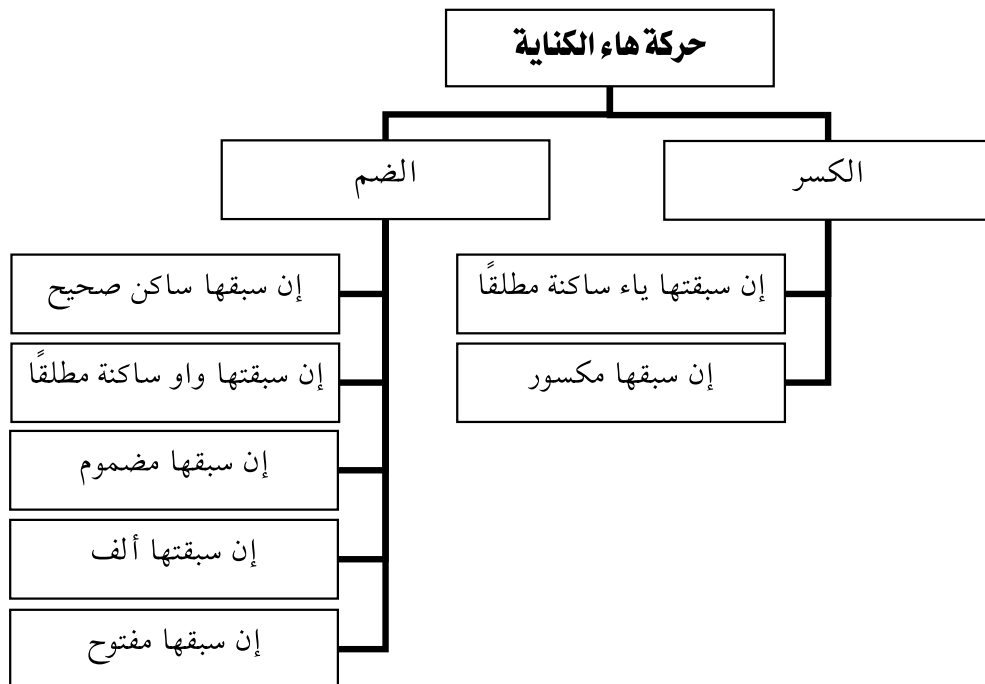 حركة هاء الكناية
الكسر
إن سبقتها ياء ساكنة مطلقًا
إن سبقها مكسور
الضم
إن سبقها ساكن صحيح
إن سبقتها واو ساكنة مطلقًا
إن سبقها مضموم
إن سبقتها ألف
إن سبقها مفتوح